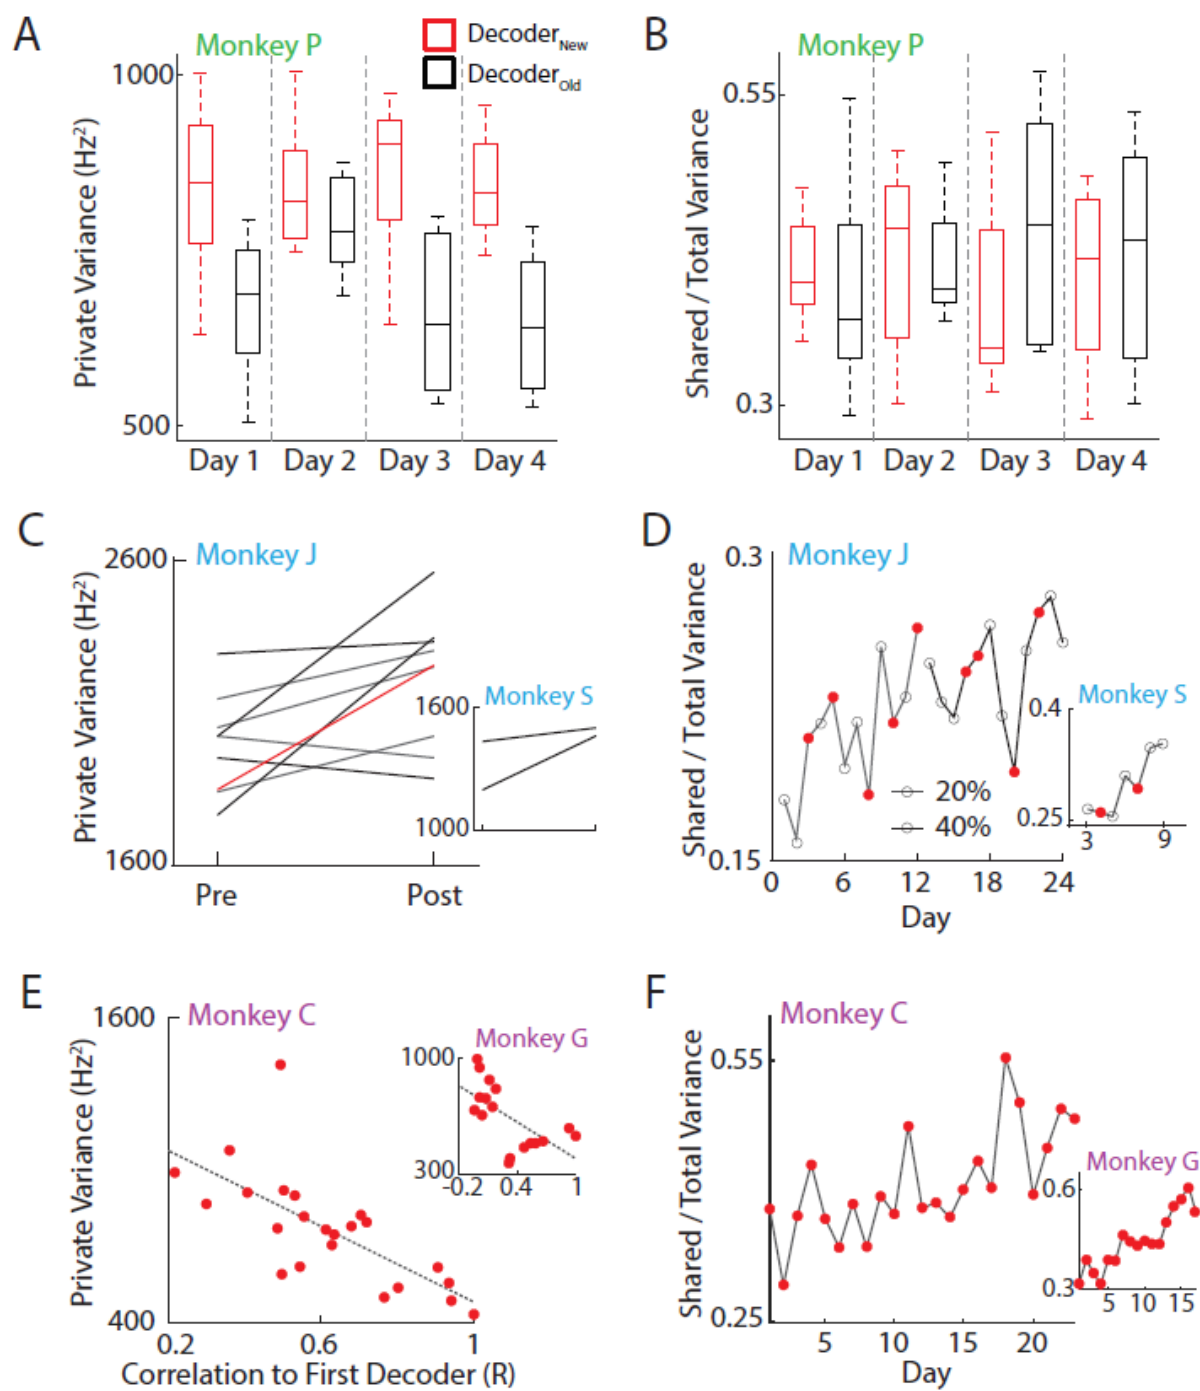 A
Monkey P
Decoder New
Decoder Old
Private Variance (Hz²)
1000
500
Day 1
Day 2
Day 3
Day 4
B
Monkey P
Shared / Total Variance
0.55
0.3
Day 1
Day 2
Day 3
Day 4
C
Monkey J
Private Variance (Hz²)
2600
1600
Pre
Post
Monkey S
1600
1000
D
Monkey J
Shared / Total Variance
0.3
0.15
0
6
12
18
24
Day
20%
40%
Monkey S
0.4
0.25
3
9
E
Monkey C
Private Variance (Hz²)
1600
400
0.2
0.6
1
Correlation to First Decoder (R)
Monkey G
1000
300
-0.2
0.4
1
F
Monkey C
Shared / Total Variance
0.55
0.25
5
10
15
20
Day
Monkey G
0.6
0.3
5
10
15